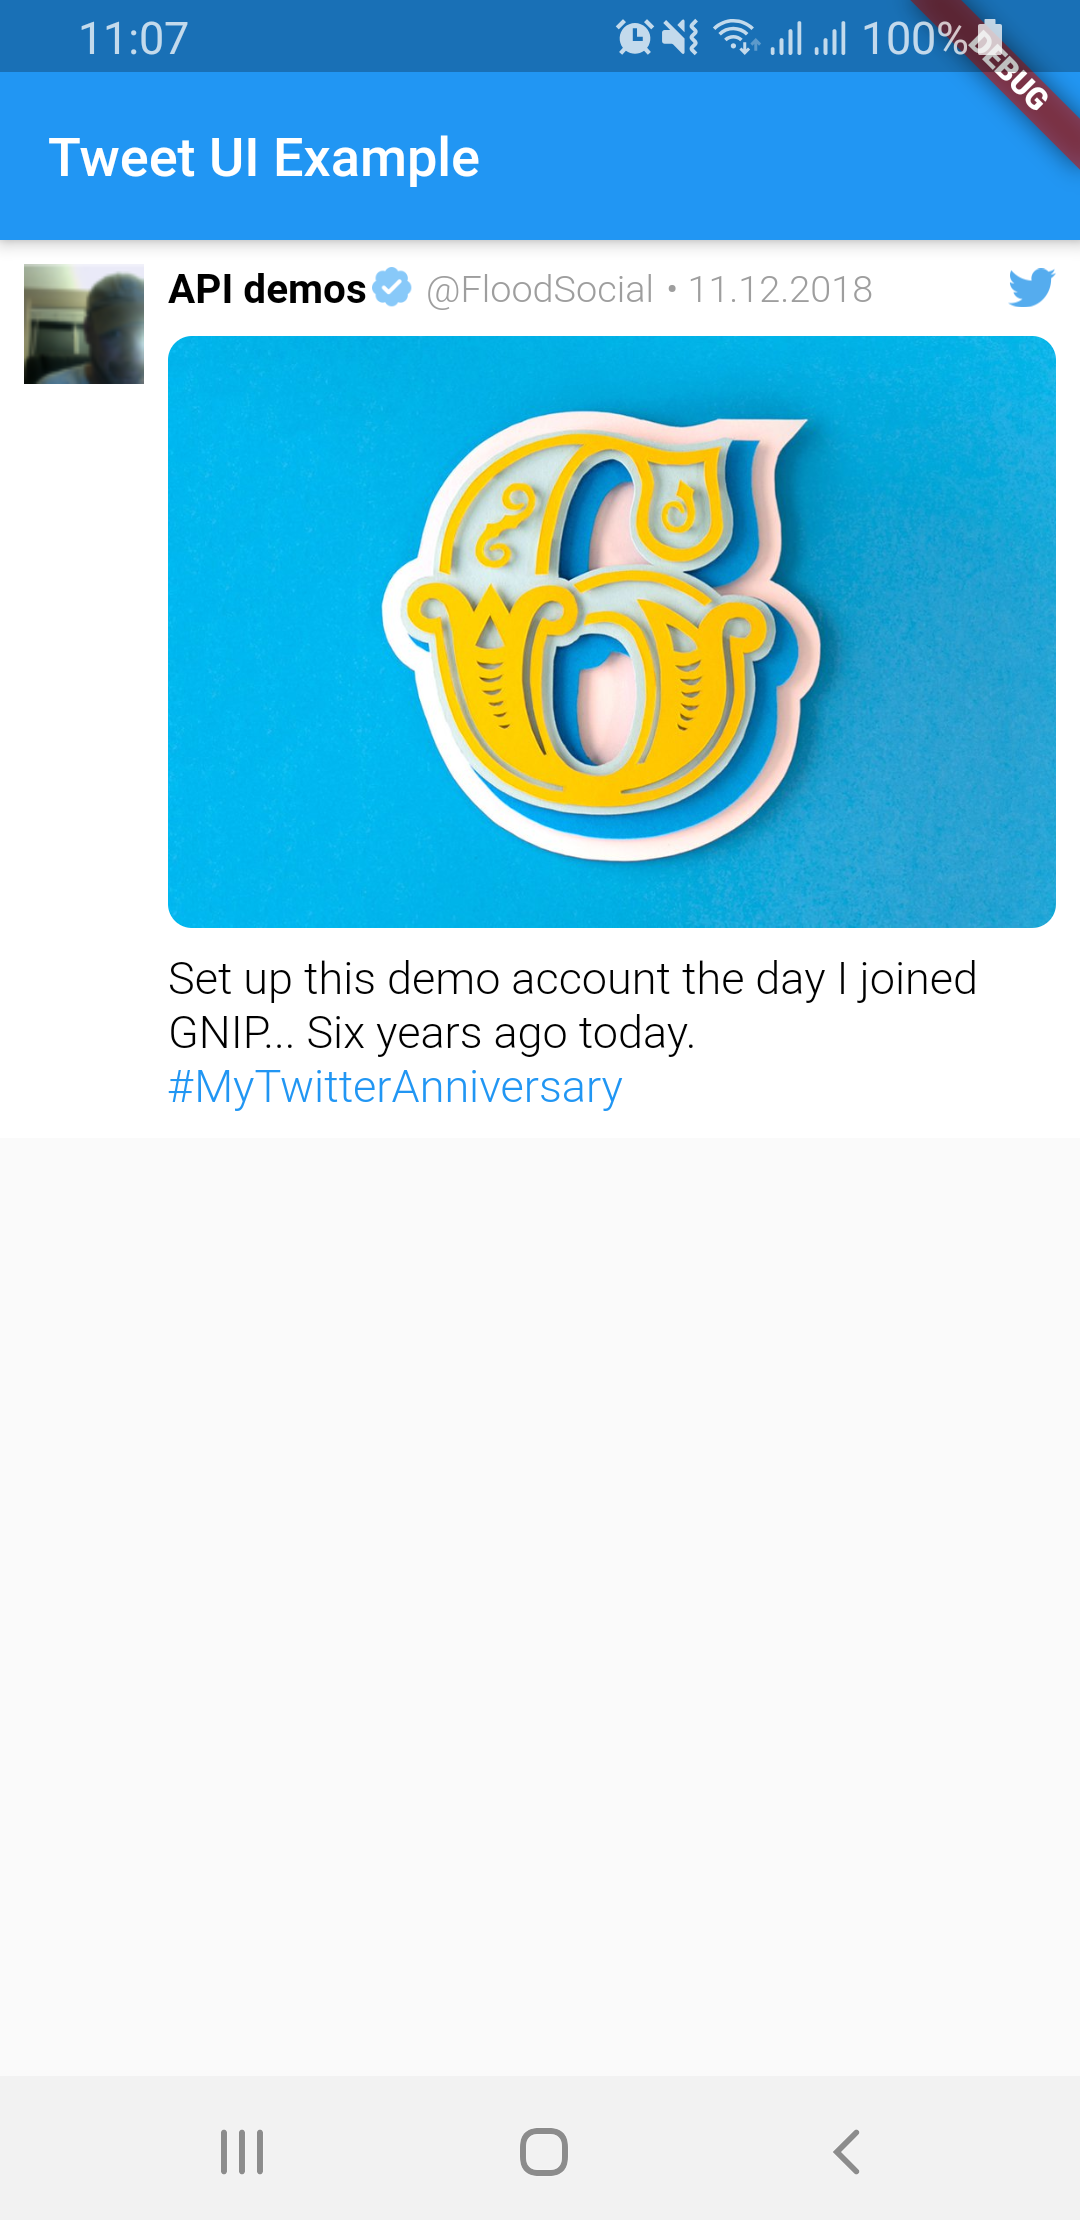 11:07 100%
DEBUG
Tweet UI Example
API demos @FloodSocial • 11.12.2018
6
Set up this demo account the day I joined
GNIP... Six years ago today.
#MyTwitterAnniversary